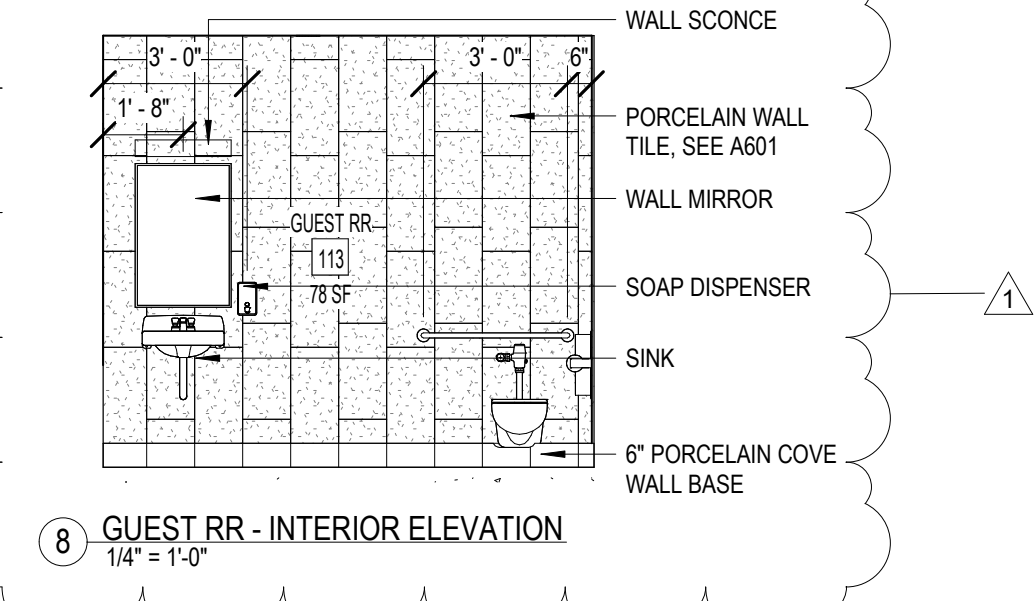 WALL SCONCE
3' - 0"
3' - 0"
6"
1' - 8"
PORCELAIN WALL
TILE, SEE A601
WALL MIRROR
GUEST RR
113
78 SF
SOAP DISPENSER
1
SINK
6" PORCELAIN COVE
WALL BASE
8
GUEST RR - INTERIOR ELEVATION
1/4" = 1'-0"